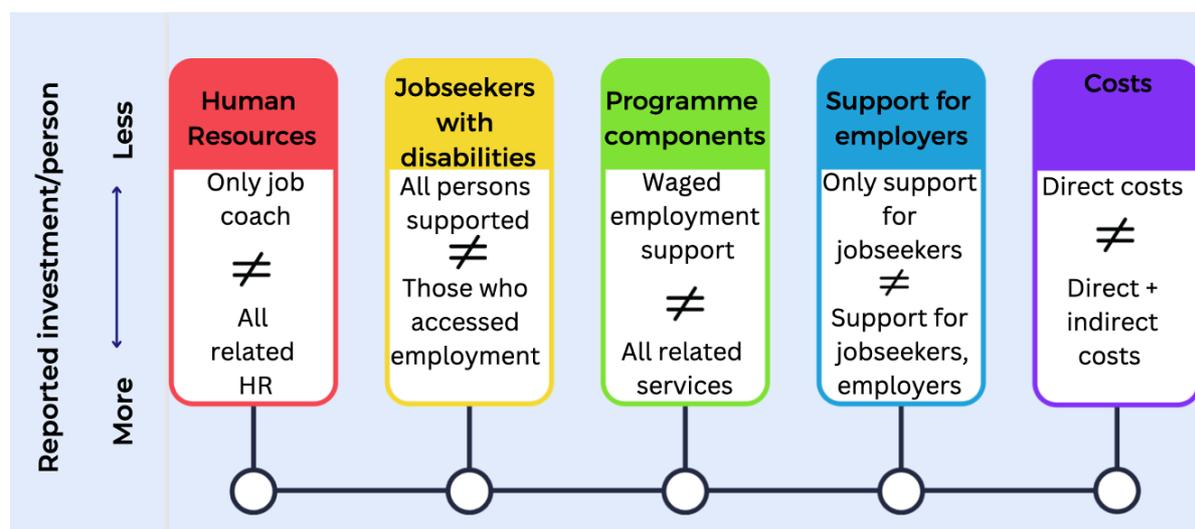 Reported investment/person
Less
More
Human
Resources
Only job
coach
≠
All
related
HR
Jobseekers
with
disabilities
All persons
supported
≠
Those who
accessed
employment
Programme
components
Waged
employment
support
≠
All related
services
Support for
employers
Only support
for
jobseekers
≠
Support for
jobseekers,
employers
Costs
Direct costs
≠
Direct +
indirect
costs